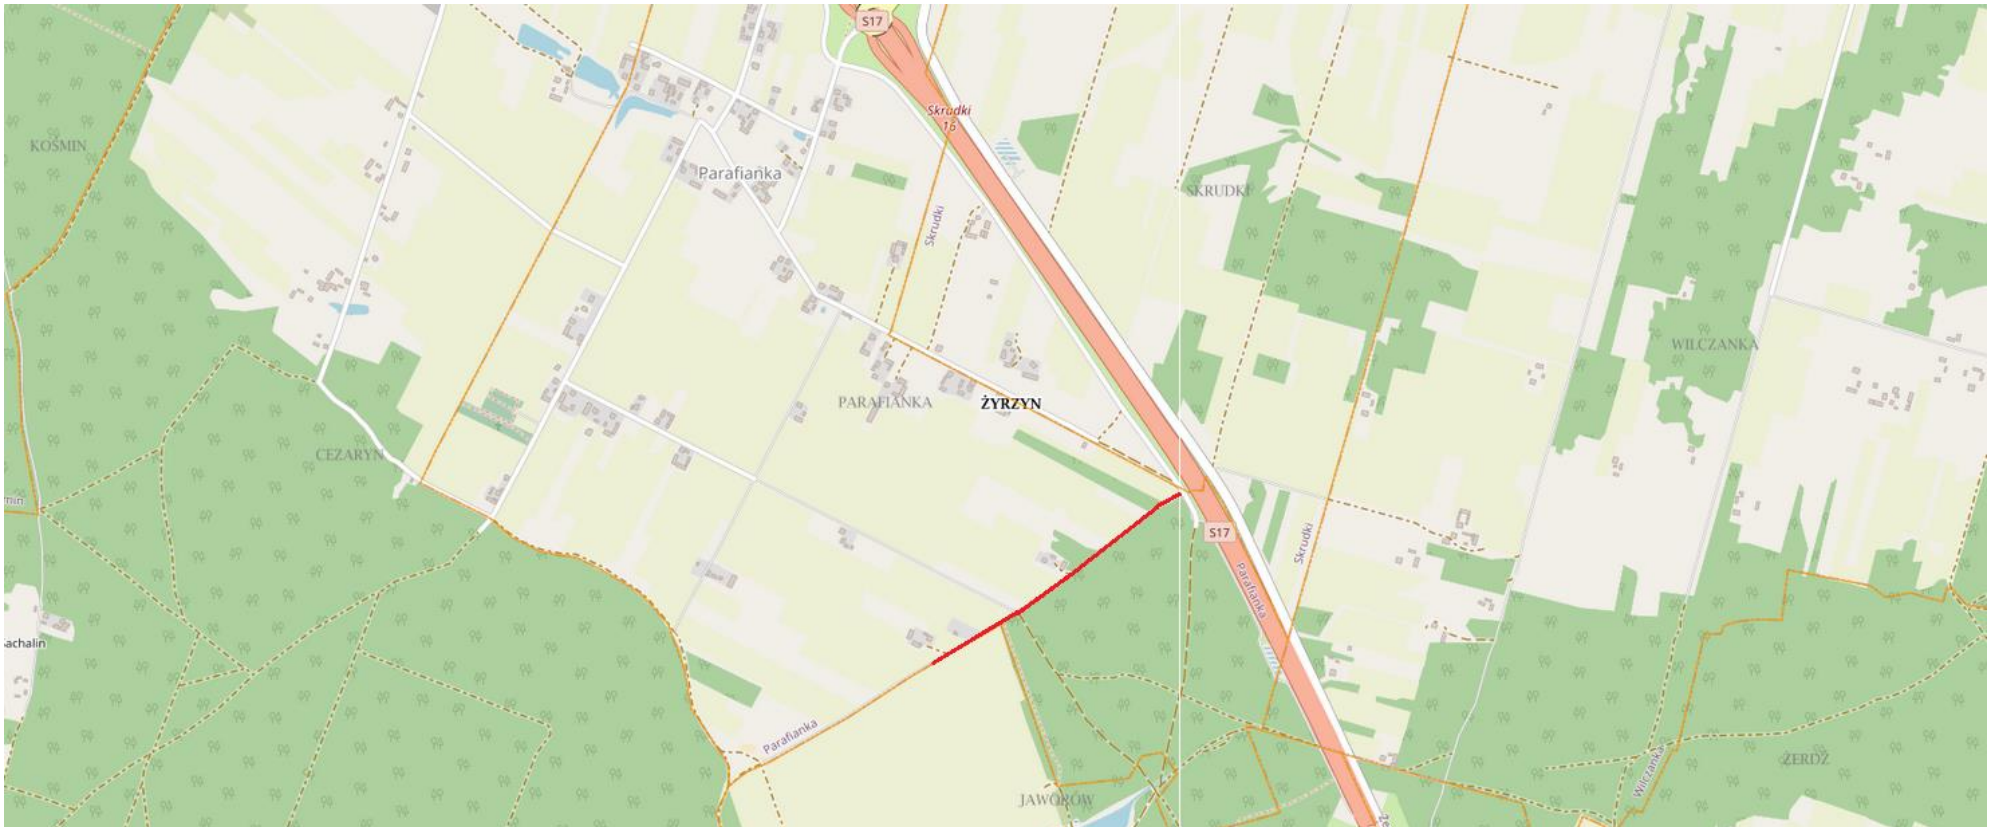 S17
Skrudki
16
KOŚMIN
Parafianka
SKRUDKI
Skrudki
WILCZANKA
PARAFIANKA
ŻYRZYN
CEZARYN
S17
Skrudki
Parafianka
Parafianka
Wilczanka
ŻERDŹ
JAWORÓW